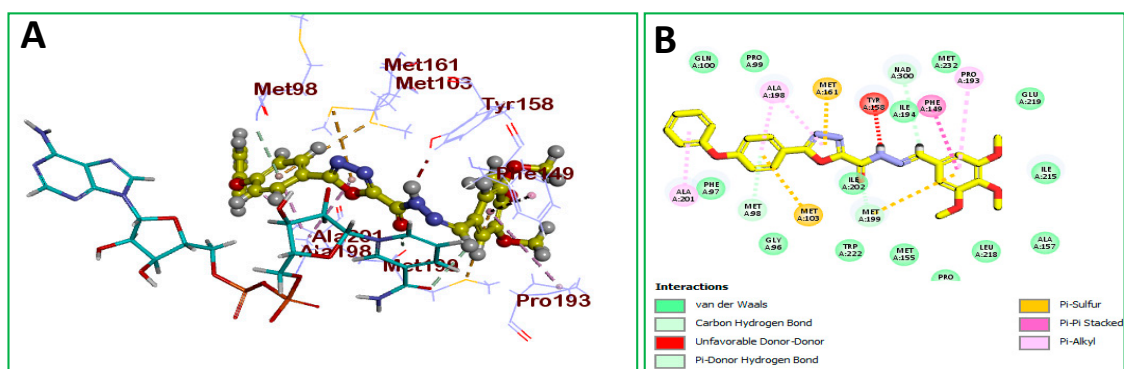 A
Met161
Met103
Met98
Tyr158
Phe149
Ala201
Ala198
Met199
Pro193
B
GLN
A:100
PRO
A:99
ALA
A:198
MET
A:161
TYR
A:158
NAD
A:300
ILE
A:194
MET
A:232
PHE
A:149
PRO
A:193
GLU
A:219
ALA
A:201
PHE
A:97
MET
A:98
MET
A:103
ILE
A:202
MET
A:199
ILE
A:215
GLY
A:96
TRP
A:222
MET
A:155
PRO
LEU
A:218
ALA
A:157
Interactions
van der Waals
Carbon Hydrogen Bond
Unfavorable Donor-Donor
Pi-Donor Hydrogen Bond
Pi-Sulfur
Pi-Pi Stacked
Pi-Alkyl